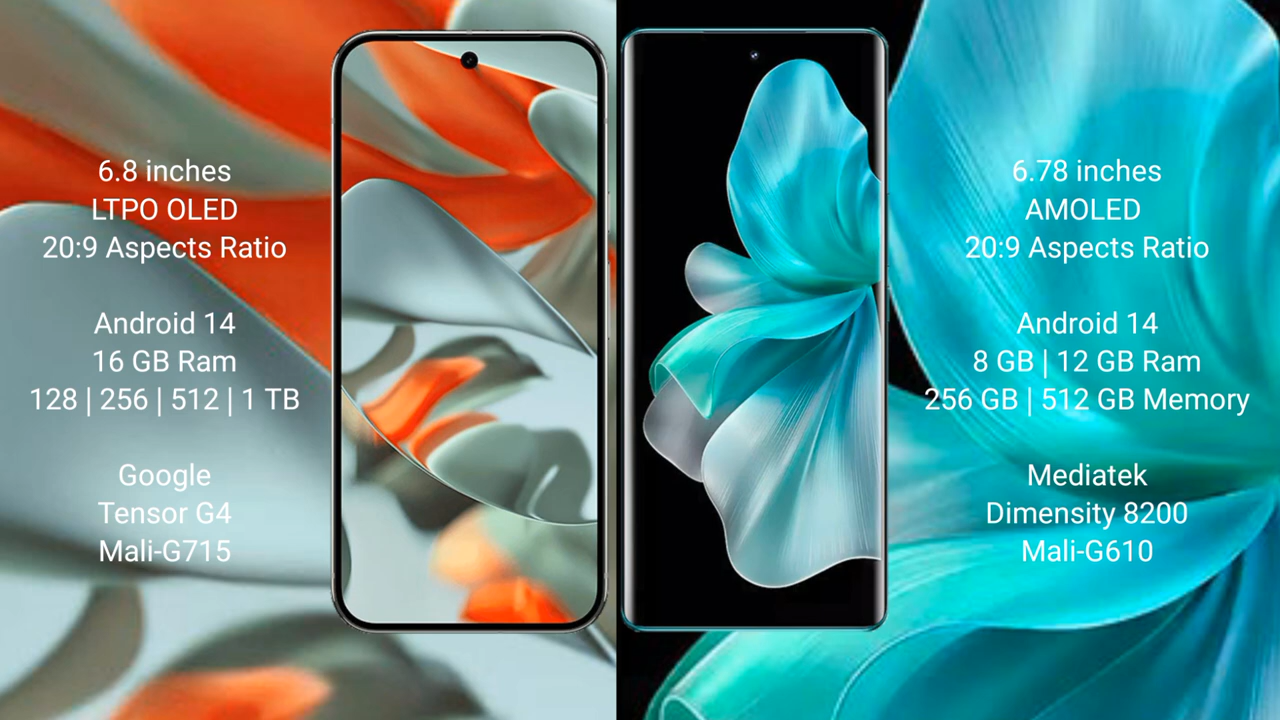 6.8 inches
LTPO OLED
20:9 Aspects Ratio
Android 14
16 GB Ram
128 | 256 | 512 | 1 TB
Google
Tensor G4
Mali-G715
6.78 inches
AMOLED
20:9 Aspects Ratio
Android 14
8 GB | 12 GB Ram
256 GB | 512 GB Memory
Mediatek
Dimensity 8200
Mali-G610